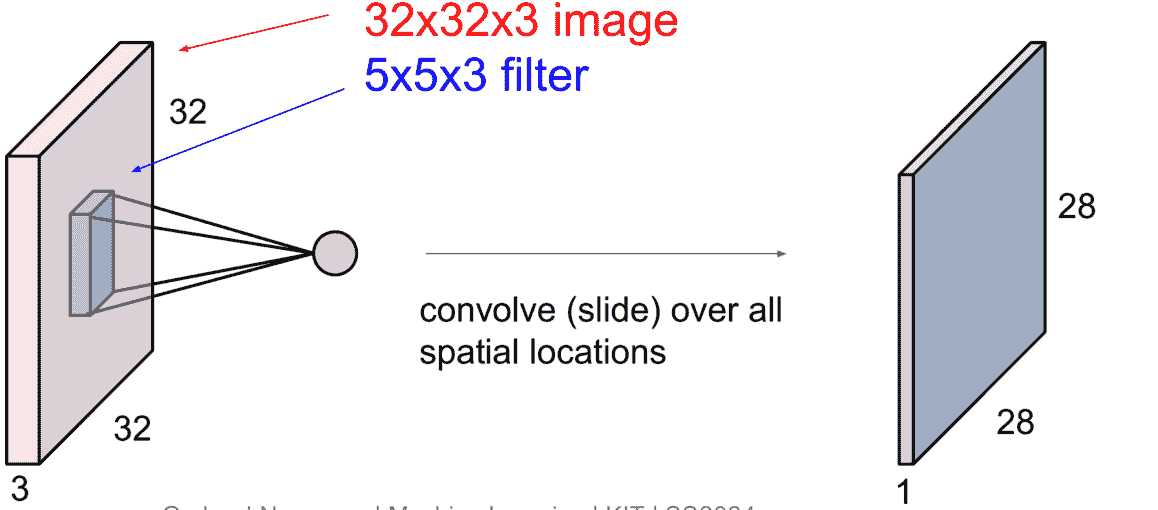 32x32x3 image
5x5x3 filter
32
32
3
convolve (slide) over all
spatial locations
28
28
1